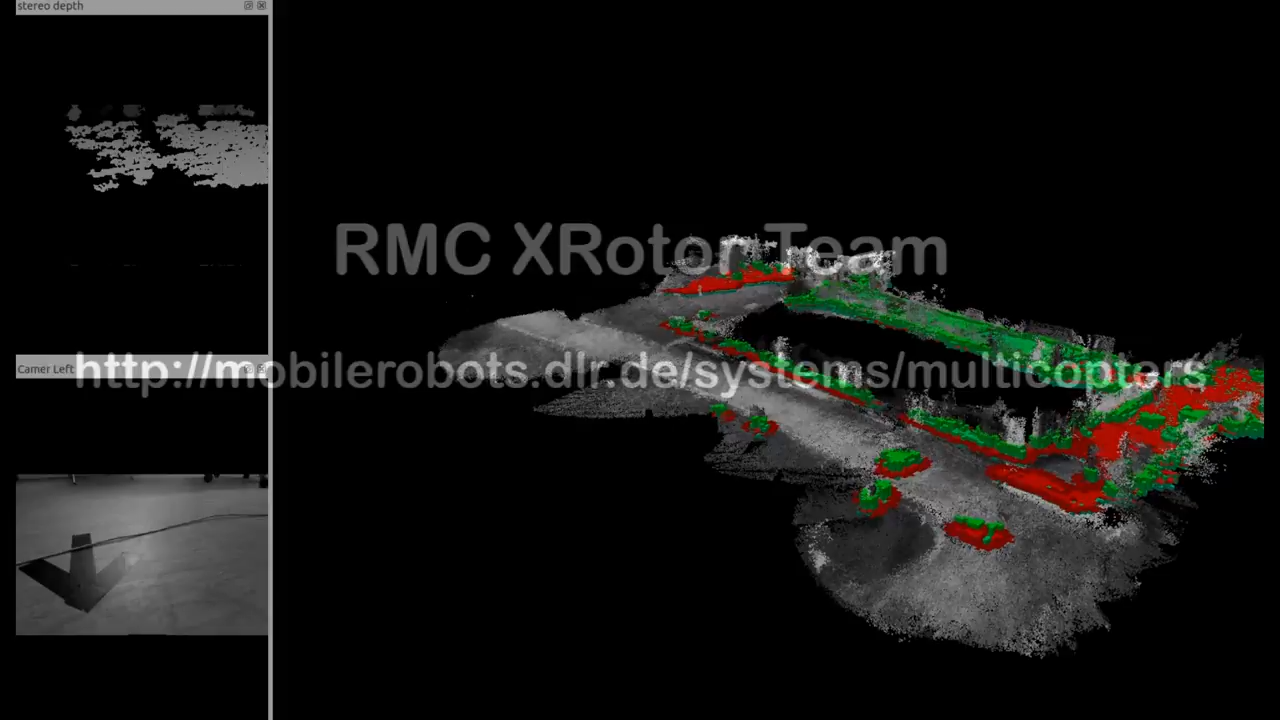 stereo depth
RMC XRotor Team
Camer Left
http://mobilerobots.dlr.de/systems/multicopters